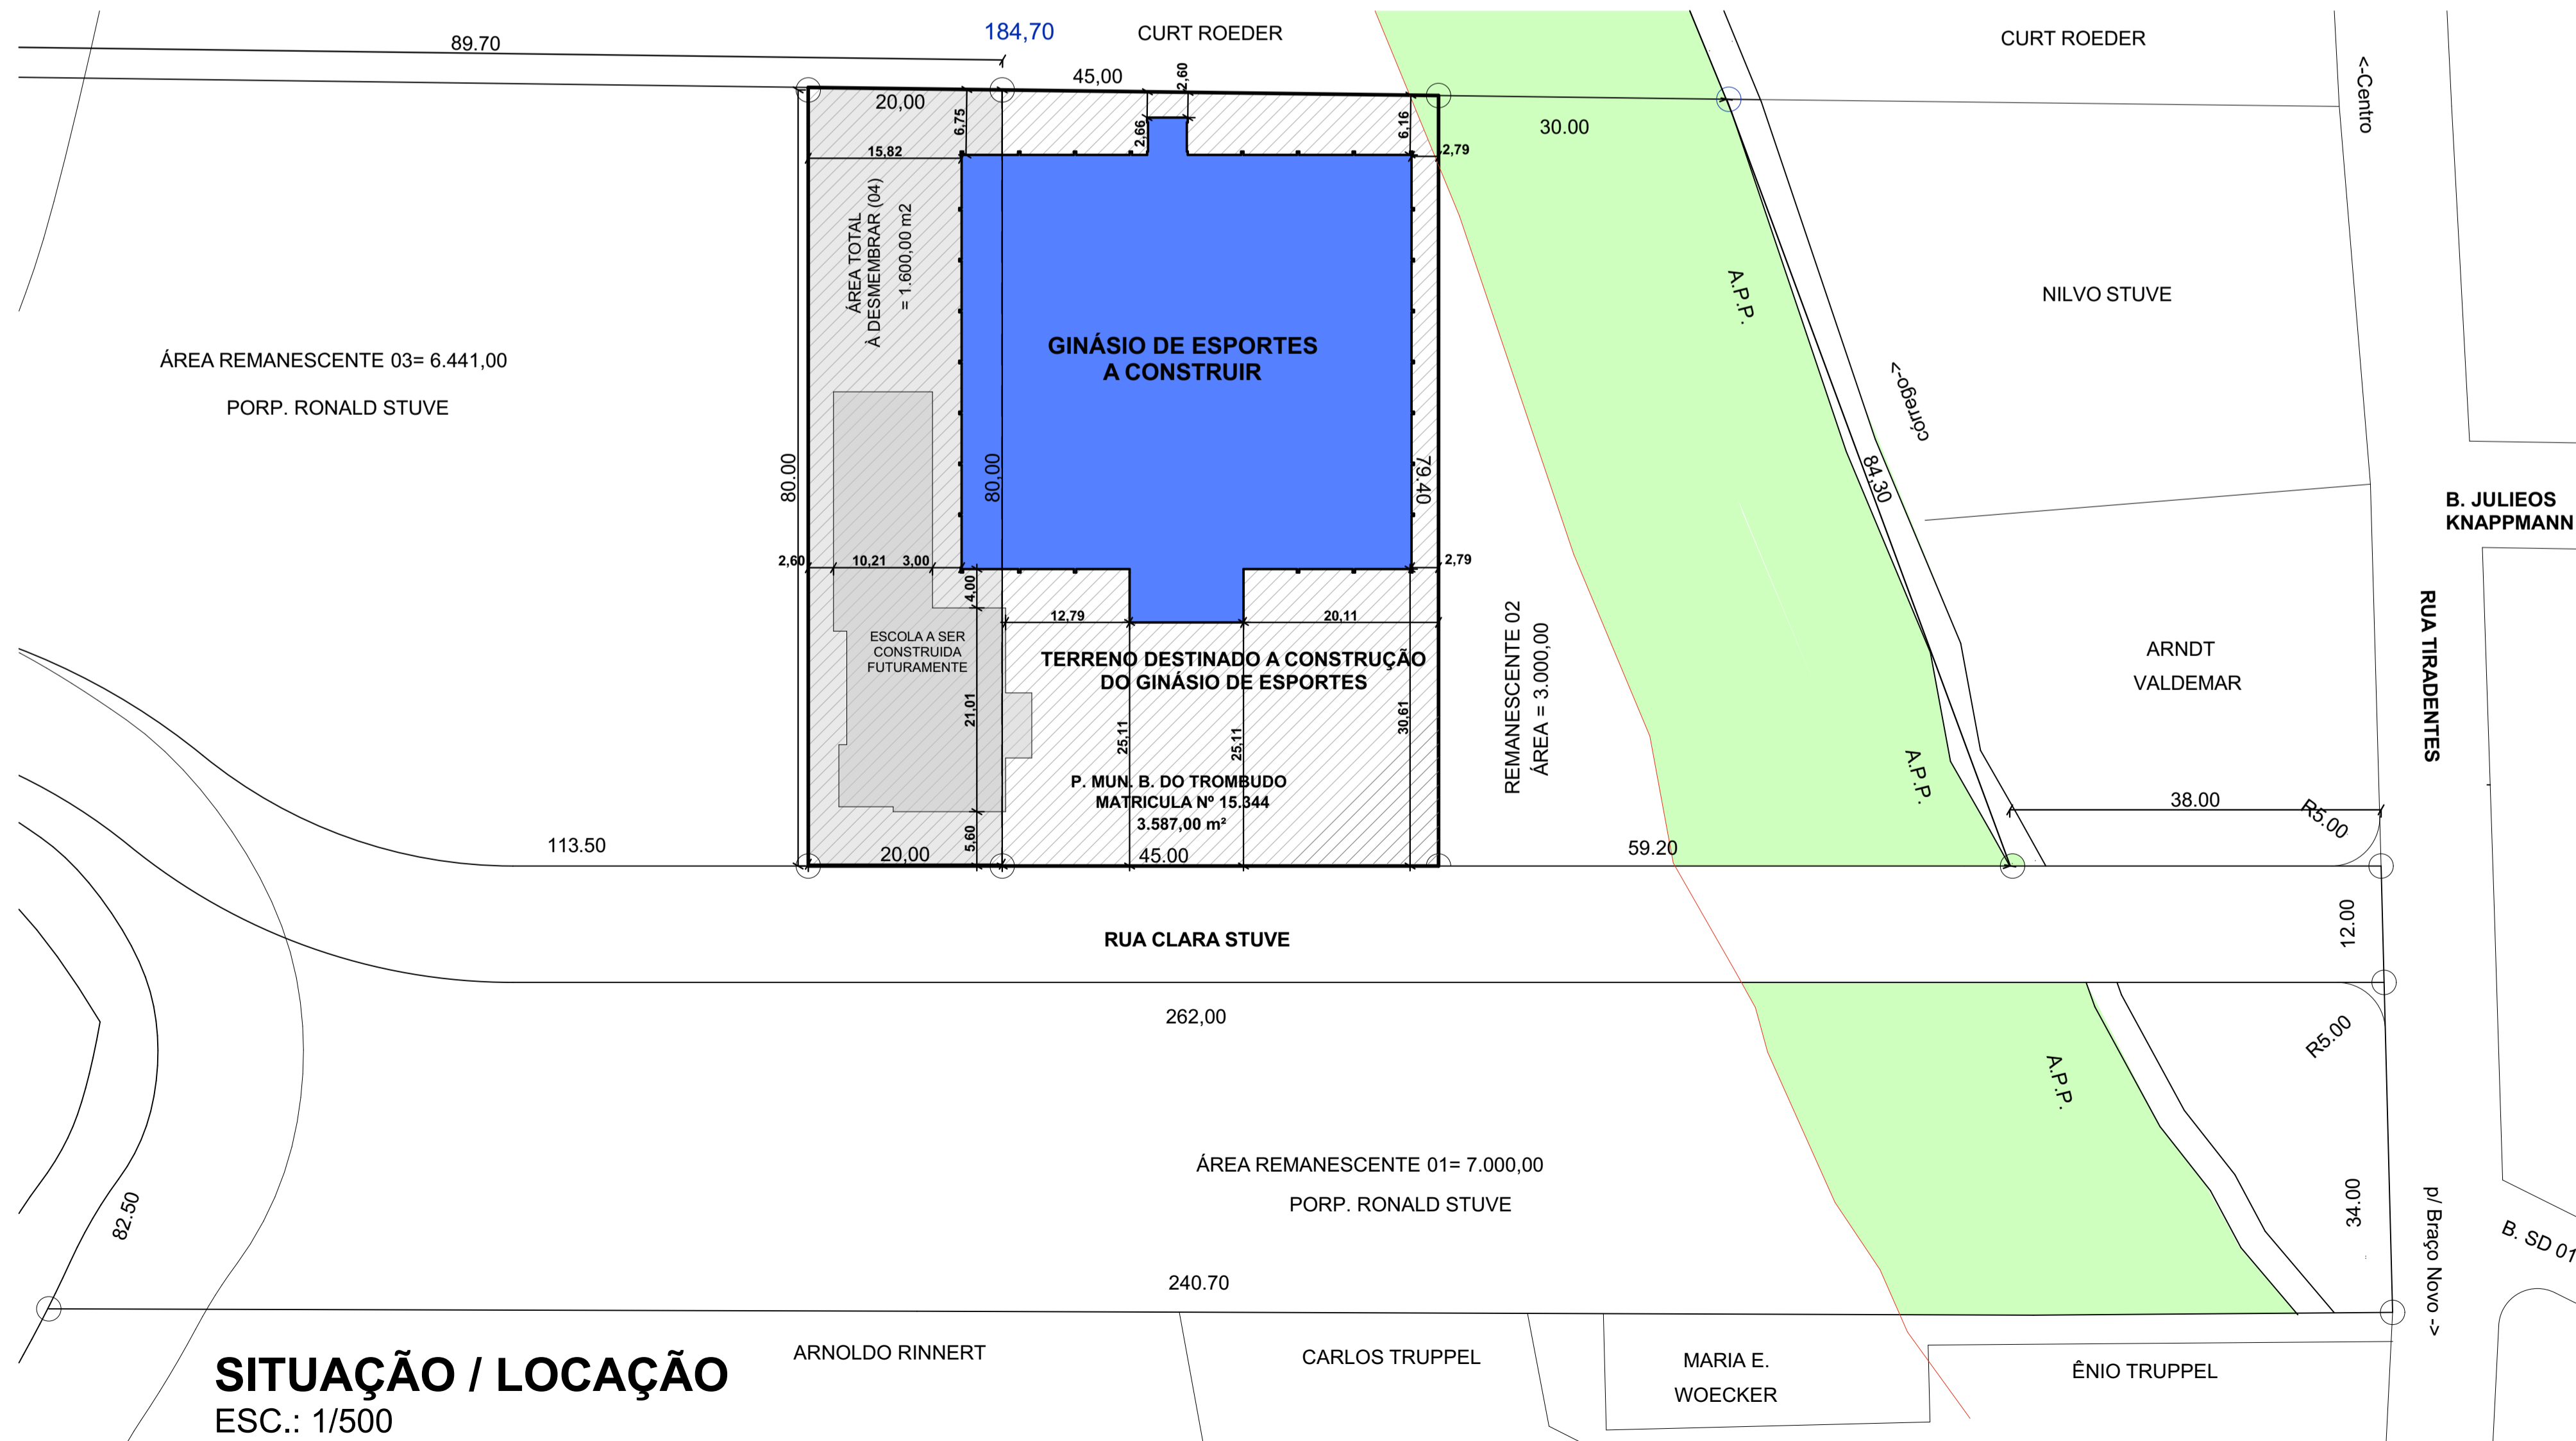 89.70
184,70
CURT ROEDER
CURT ROEDER
<-Centro
45,00
2,60
20,00
6,75
2,66
6,16
30.00
15,82
2,79
ÁREA TOTAL
À DESMEMBRAR (04)
= 1.600,00 m2
A.P.P.
NILVO STUVE
GINÁSIO DE ESPORTES
A CONSTRUIR
ÁREA REMANESCENTE 03= 6.441,00
PORP. RONALD STUVE
córrego->
80.00
80,00
79.40
84,30
B. JULIEOS
KNAPPMANN
2,60
10,21
3,00
4,00
2,79
12,79
20,11
ESCOLA A SER
CONSTRUIDA
FUTURAMENTE
TERRENO DESTINADO A CONSTRUÇÃO
DO GINÁSIO DE ESPORTES
REMANESCENTE 02
ÁREA = 3.000,00
ARNDT
VALDEMAR
RUA TIRADENTES
21,01
25,11
25,11
30,61
A.P.P.
P. MUN. B. DO TROMBUDO
MATRICULA Nº 15.344
3.587,00 m²
38.00
R5.00
113.50
20,00
5,60
45.00
59.20
RUA CLARA STUVE
12.00
262,00
R5.00
A.P.P.
ÁREA REMANESCENTE 01= 7.000,00
PORP. RONALD STUVE
82.50
34.00
p/ Braço Novo ->
B. SD 01
240.70
SITUAÇÃO / LOCAÇÃO
ESC.: 1/500
ARNOLDO RINNERT
CARLOS TRUPPEL
MARIA E.
WOECKER
ÊNIO TRUPPEL